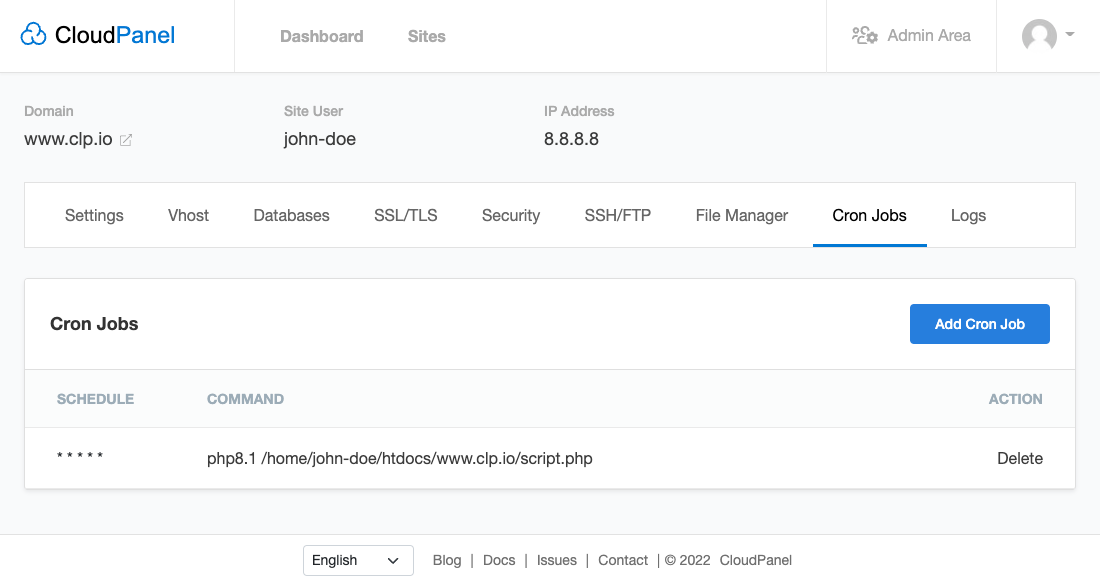 CloudPanel Dashboard Sites Admin Area
Domain Site User IP Address
www.clp.io john-doe 8.8.8.8
Settings Vhost Databases SSL/TLS Security SSH/FTP File Manager Cron Jobs Logs
Cron Jobs Add Cron Job
SCHEDULE COMMAND ACTION
* * * * * php8.1 /home/john-doe/htdocs/www.clp.io/script.php Delete
English Blog | Docs | Issues | Contact | © 2022 CloudPanel